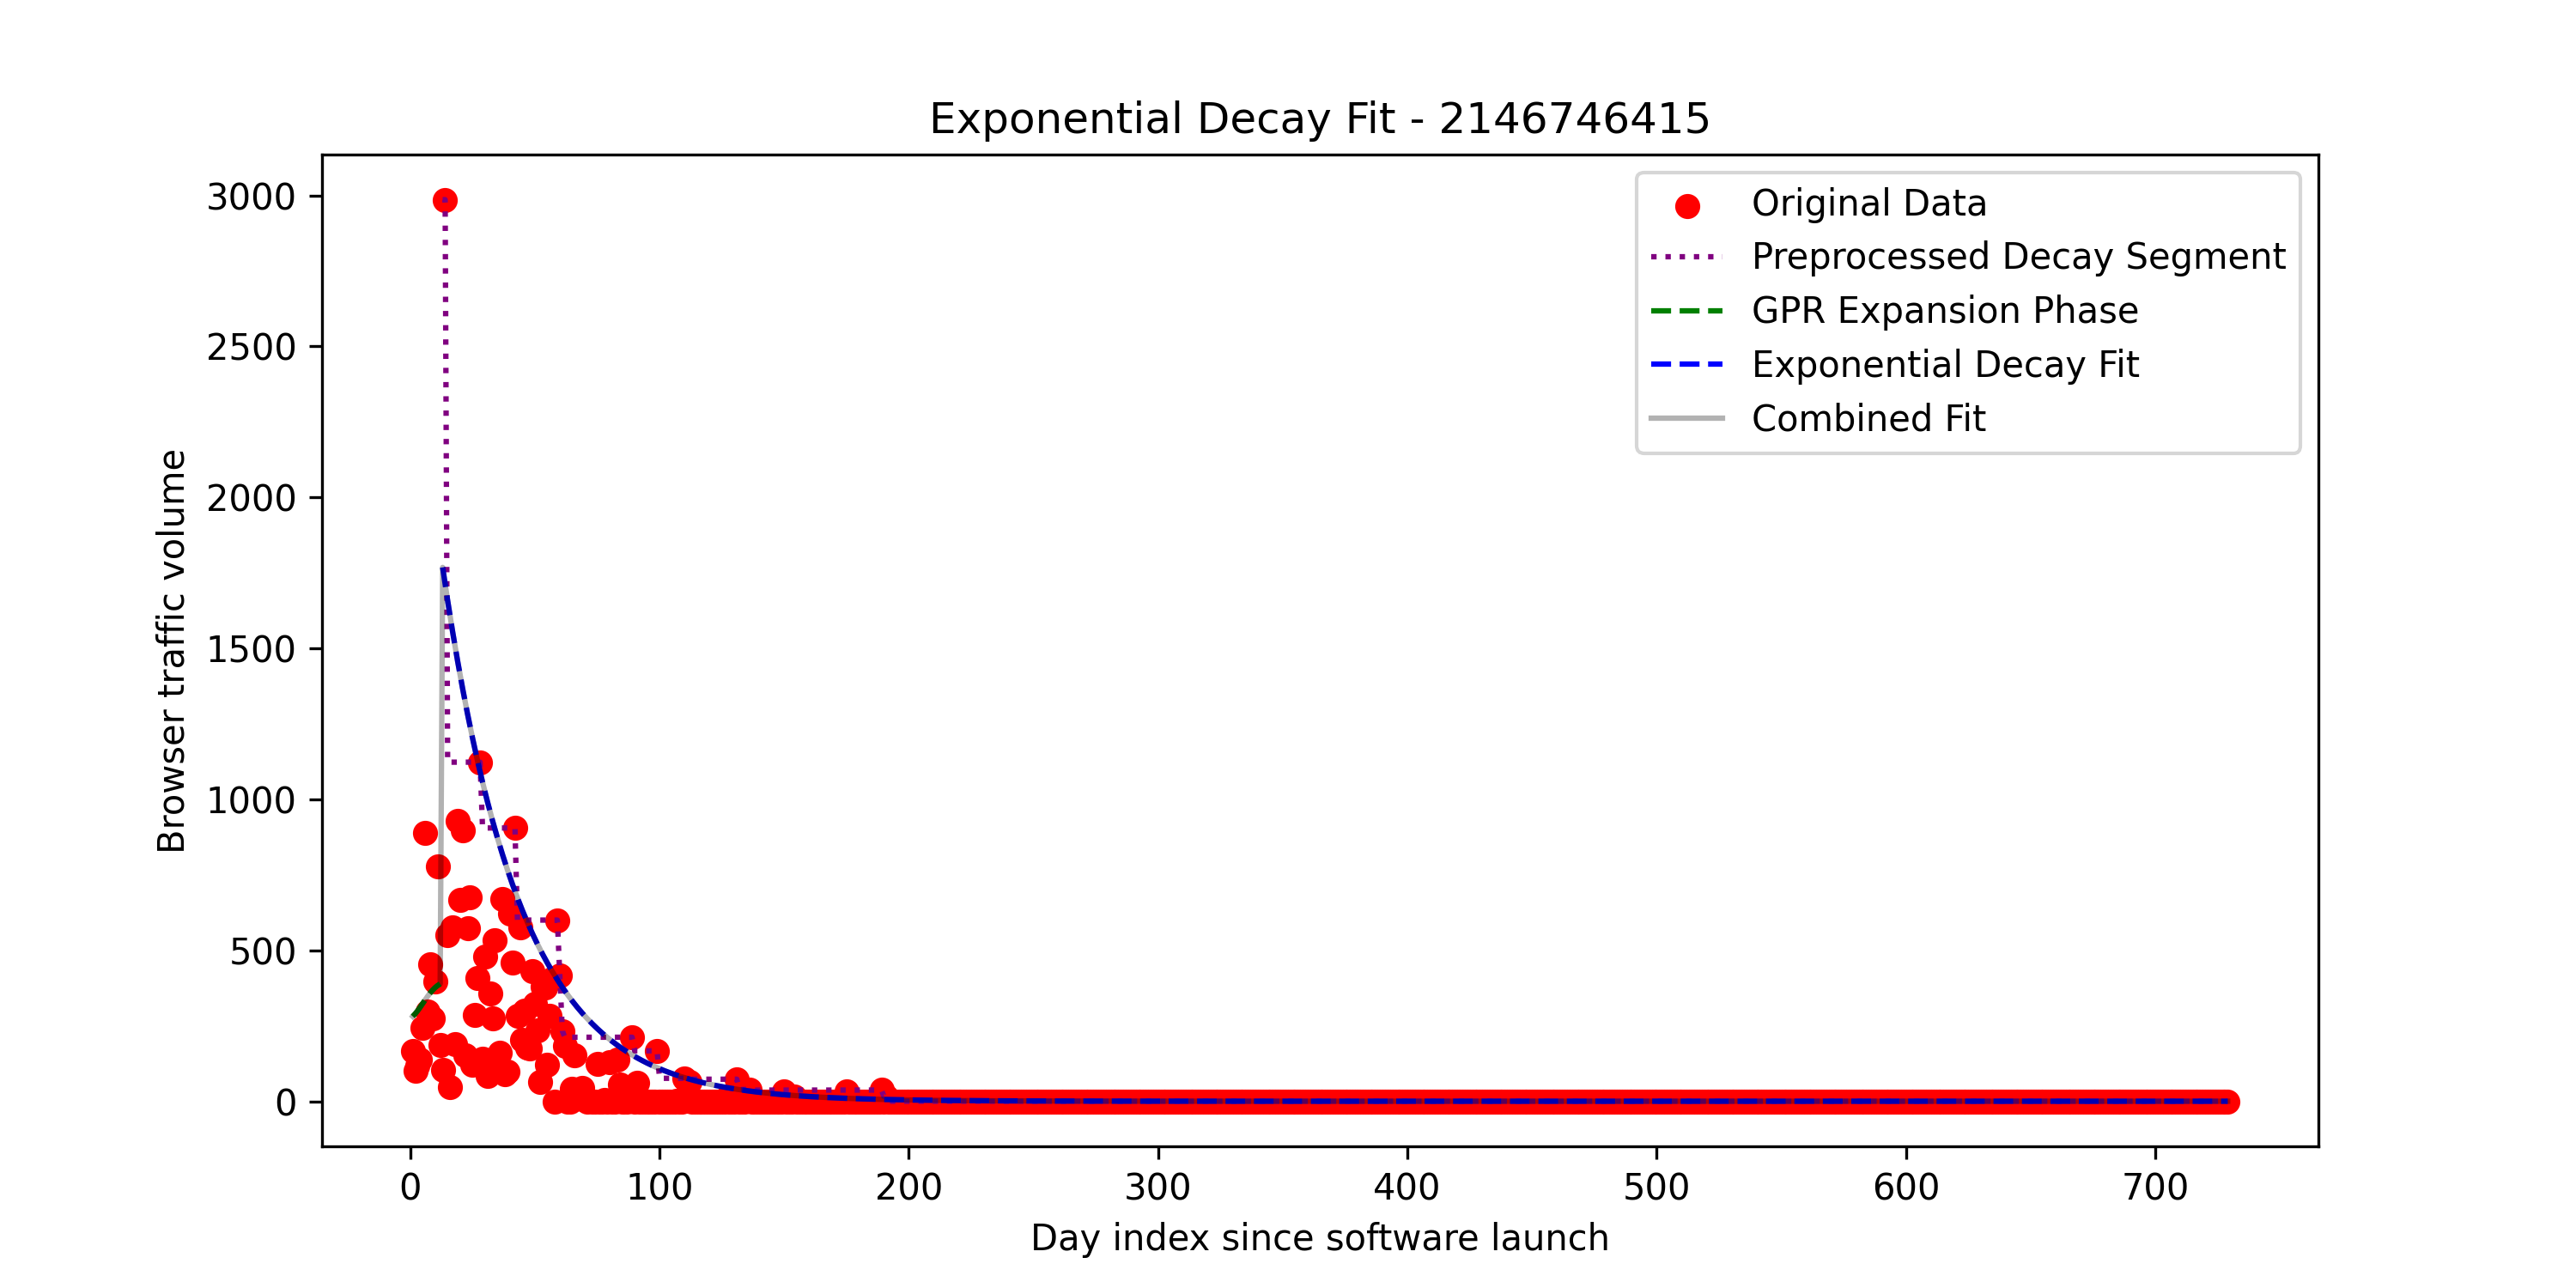 Exponential Decay Fit - 2146746415
3000
2500
2000
1500
1000
500
0
Browser traffic volume
Original Data
Preprocessed Decay Segment
GPR Expansion Phase
Exponential Decay Fit
Combined Fit
0 100 200 300 400 500 600 700
Day index since software launch